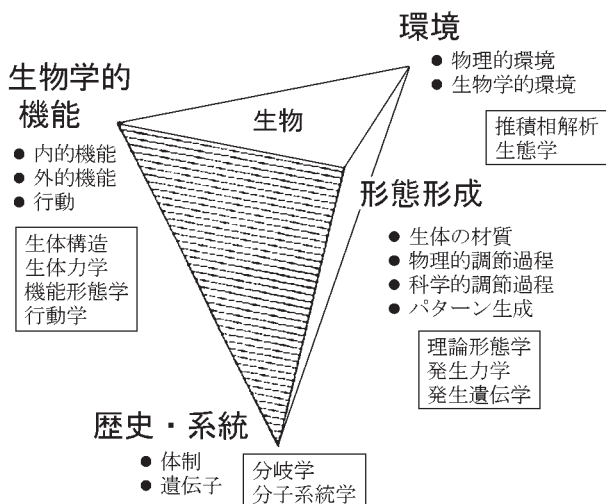 環境
● 物理的環境
● 生物学的環境
推積相解析
生態学
生物学的
機能
● 内的機能
● 外的機能
● 行動
生体構造
生体力学
機能形態学
行動学
生物
形態形成
● 生体の材質
● 物理的調節過程
● 科学的調節過程
● パターン生成
理論形態学
発生力学
発生遺伝学
歴史・系統
● 体制
● 遺伝子
分岐学
分子系統学